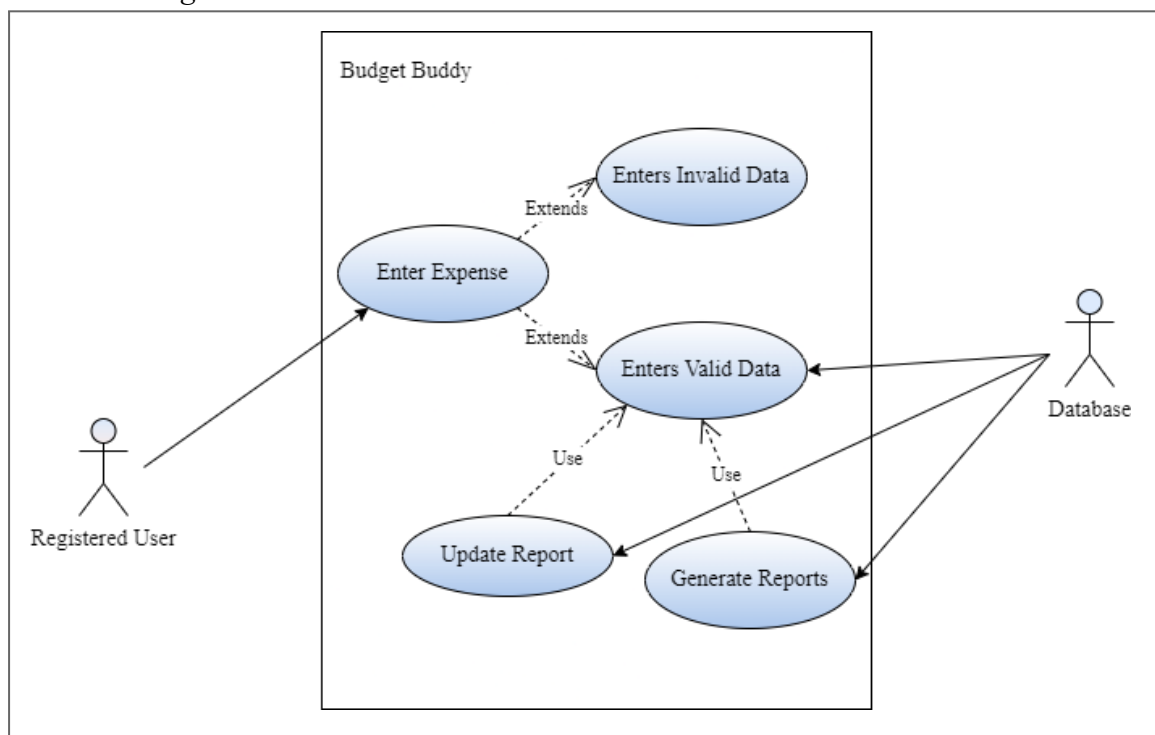 Budget Buddy
Enters Invalid Data
Extends
Enter Expense
Extends
Enters Valid Data
Database
Use
Use
Registered User
Update Report
Generate Reports